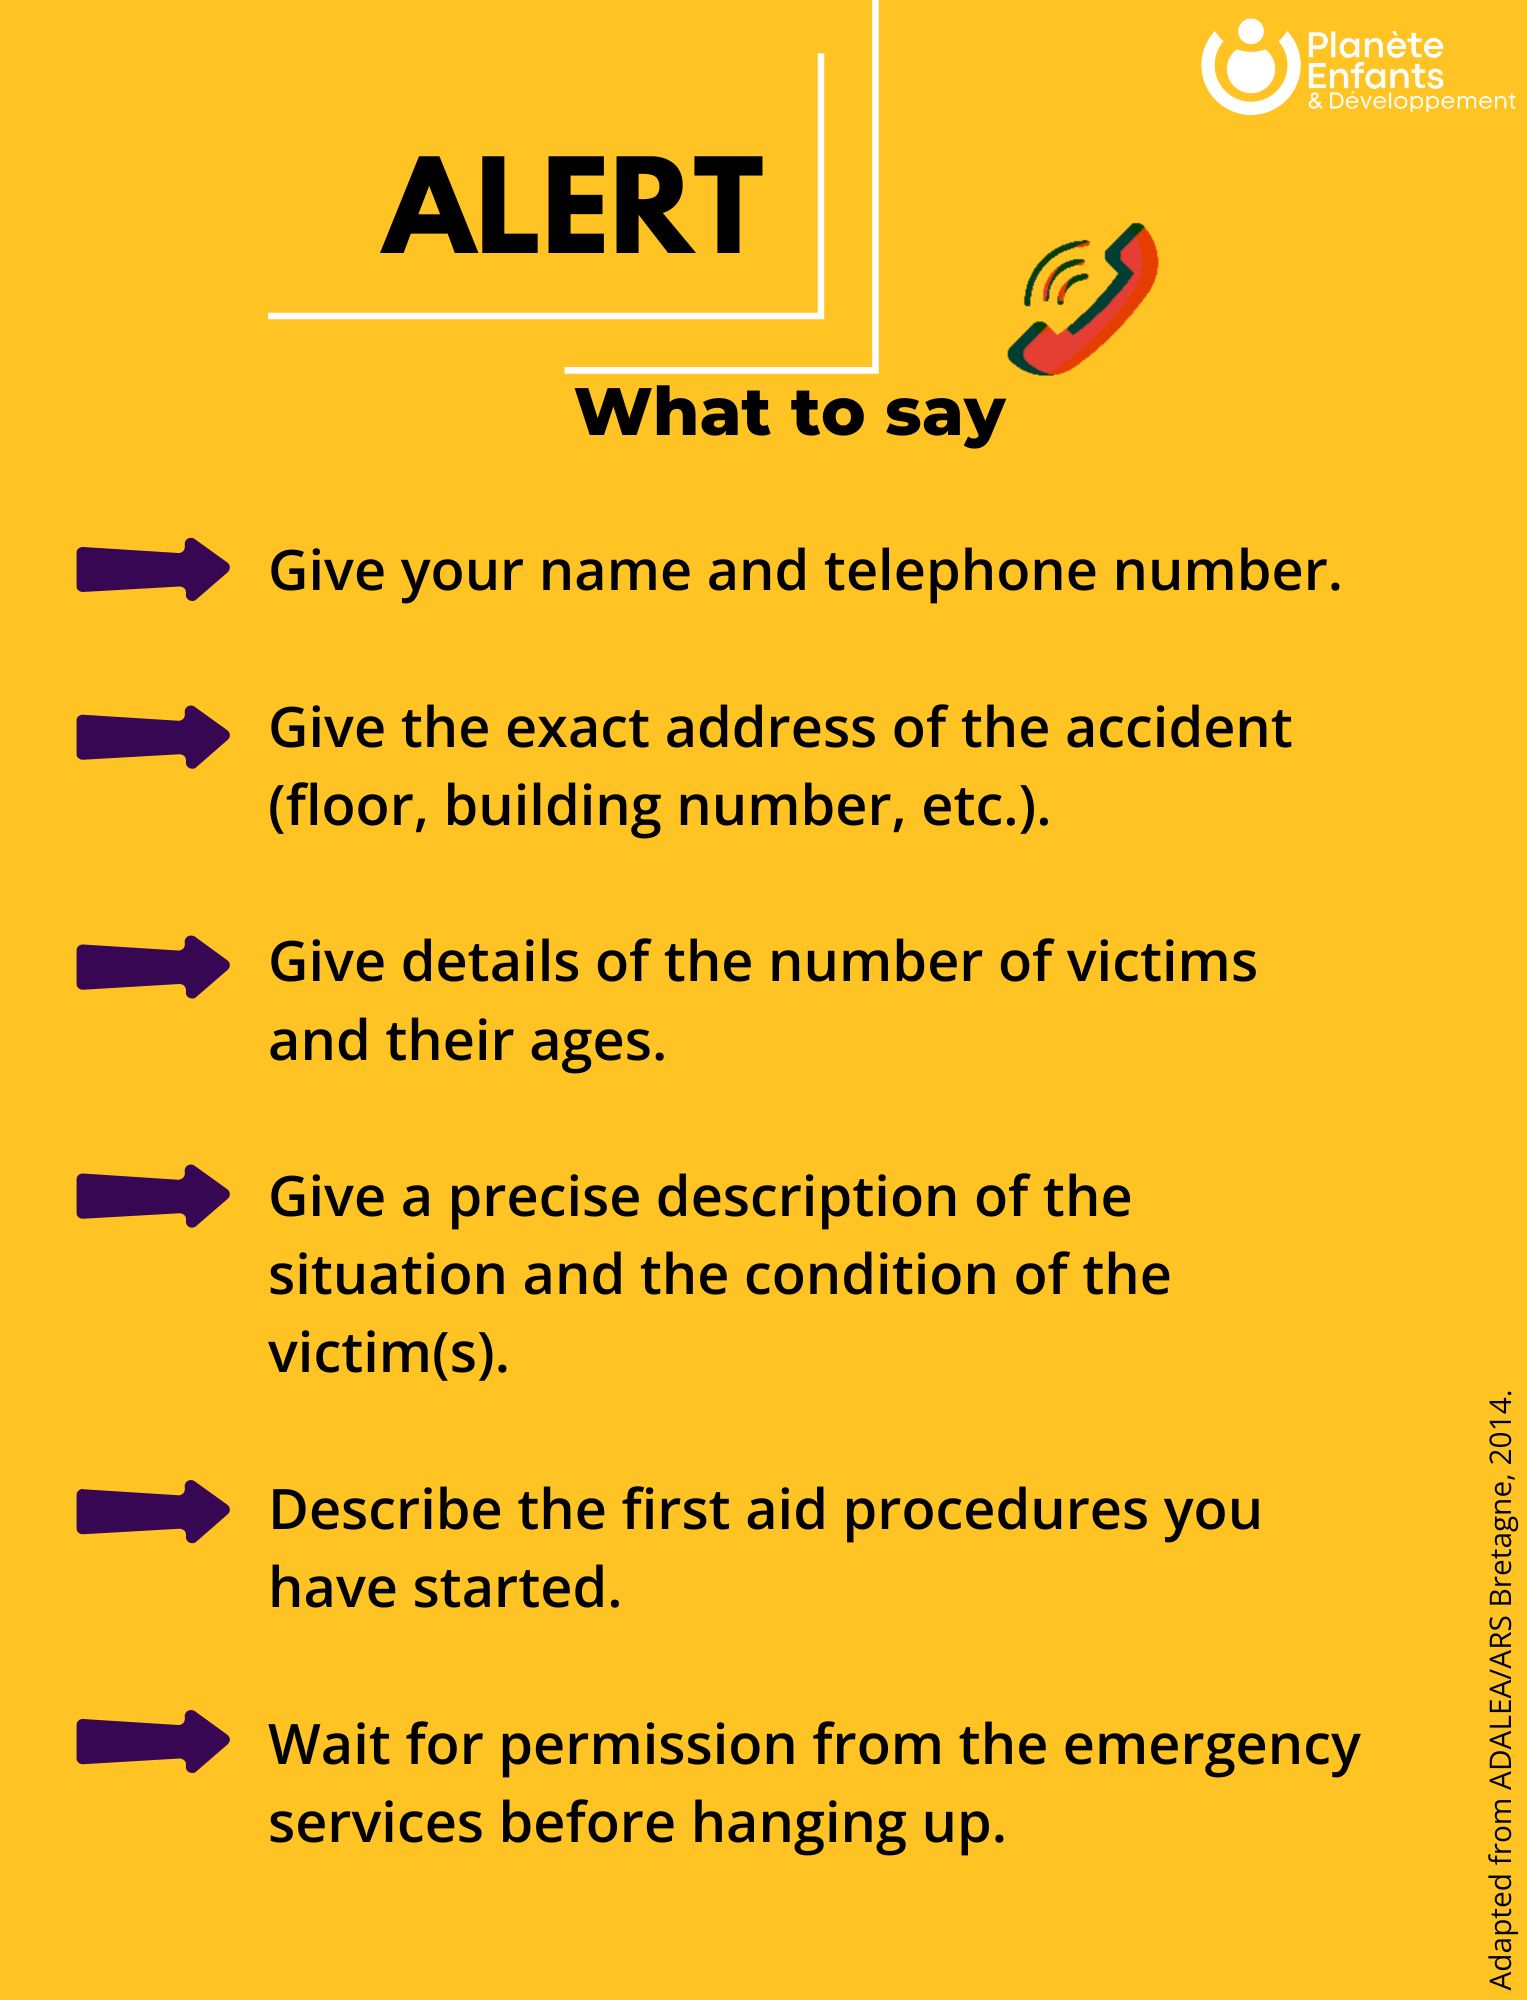 Planète
Enfants
& Développement
ALERT
What to say
Give your name and telephone number.
Give the exact address of the accident
(floor, building number, etc.).
Give details of the number of victims
and their ages.
Give a precise description of the
situation and the condition of the
victim(s).
Describe the first aid procedures you
have started.
Wait for permission from the emergency
services before hanging up.
Adapted from ADALEA/ARS Bretagne, 2014.